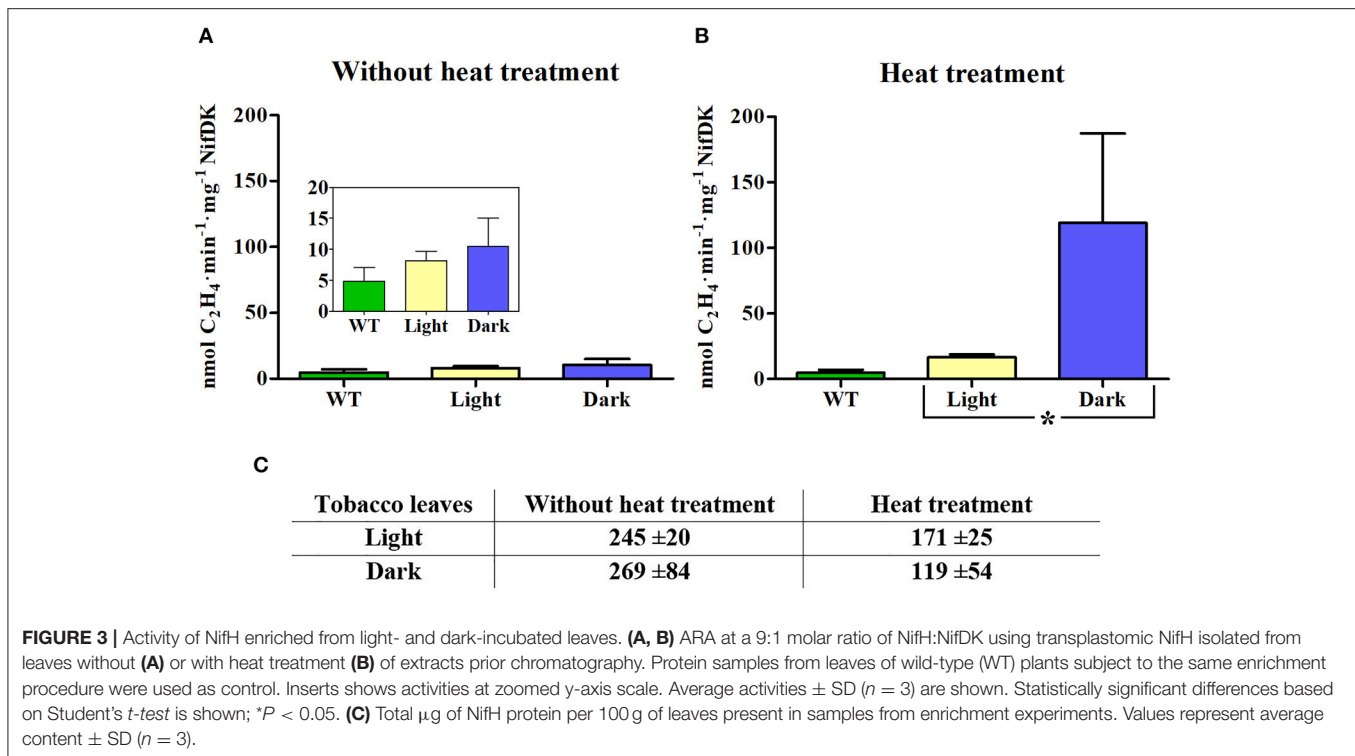 A
Without heat treatment
nmol C₂H₄·min⁻¹·mg⁻¹ NifDK
200
150
100
50
0
20
15
10
5
0
WT Light Dark
WT Light Dark
B
Heat treatment
nmol C₂H₄·min⁻¹·mg⁻¹ NifDK
200
150
100
50
0
WT Light Dark
*
C
Tobacco leaves Without heat treatment Heat treatment
Light 245 ±20 171 ±25
Dark 269 ±84 119 ±54
FIGURE 3 | Activity of NifH enriched from light- and dark-incubated leaves. (A, B) ARA at a 9:1 molar ratio of NifH:NifDK using transplastomic NifH isolated from
leaves without (A) or with heat treatment (B) of extracts prior chromatography. Protein samples from leaves of wild-type (WT) plants subject to the same enrichment
procedure were used as control. Inserts shows activities at zoomed y-axis scale. Average activities ± SD (n = 3) are shown. Statistically significant differences based
on Student's t-test is shown; *P < 0.05. (C) Total μg of NifH protein per 100 g of leaves present in samples from enrichment experiments. Values represent average
content ± SD (n = 3).